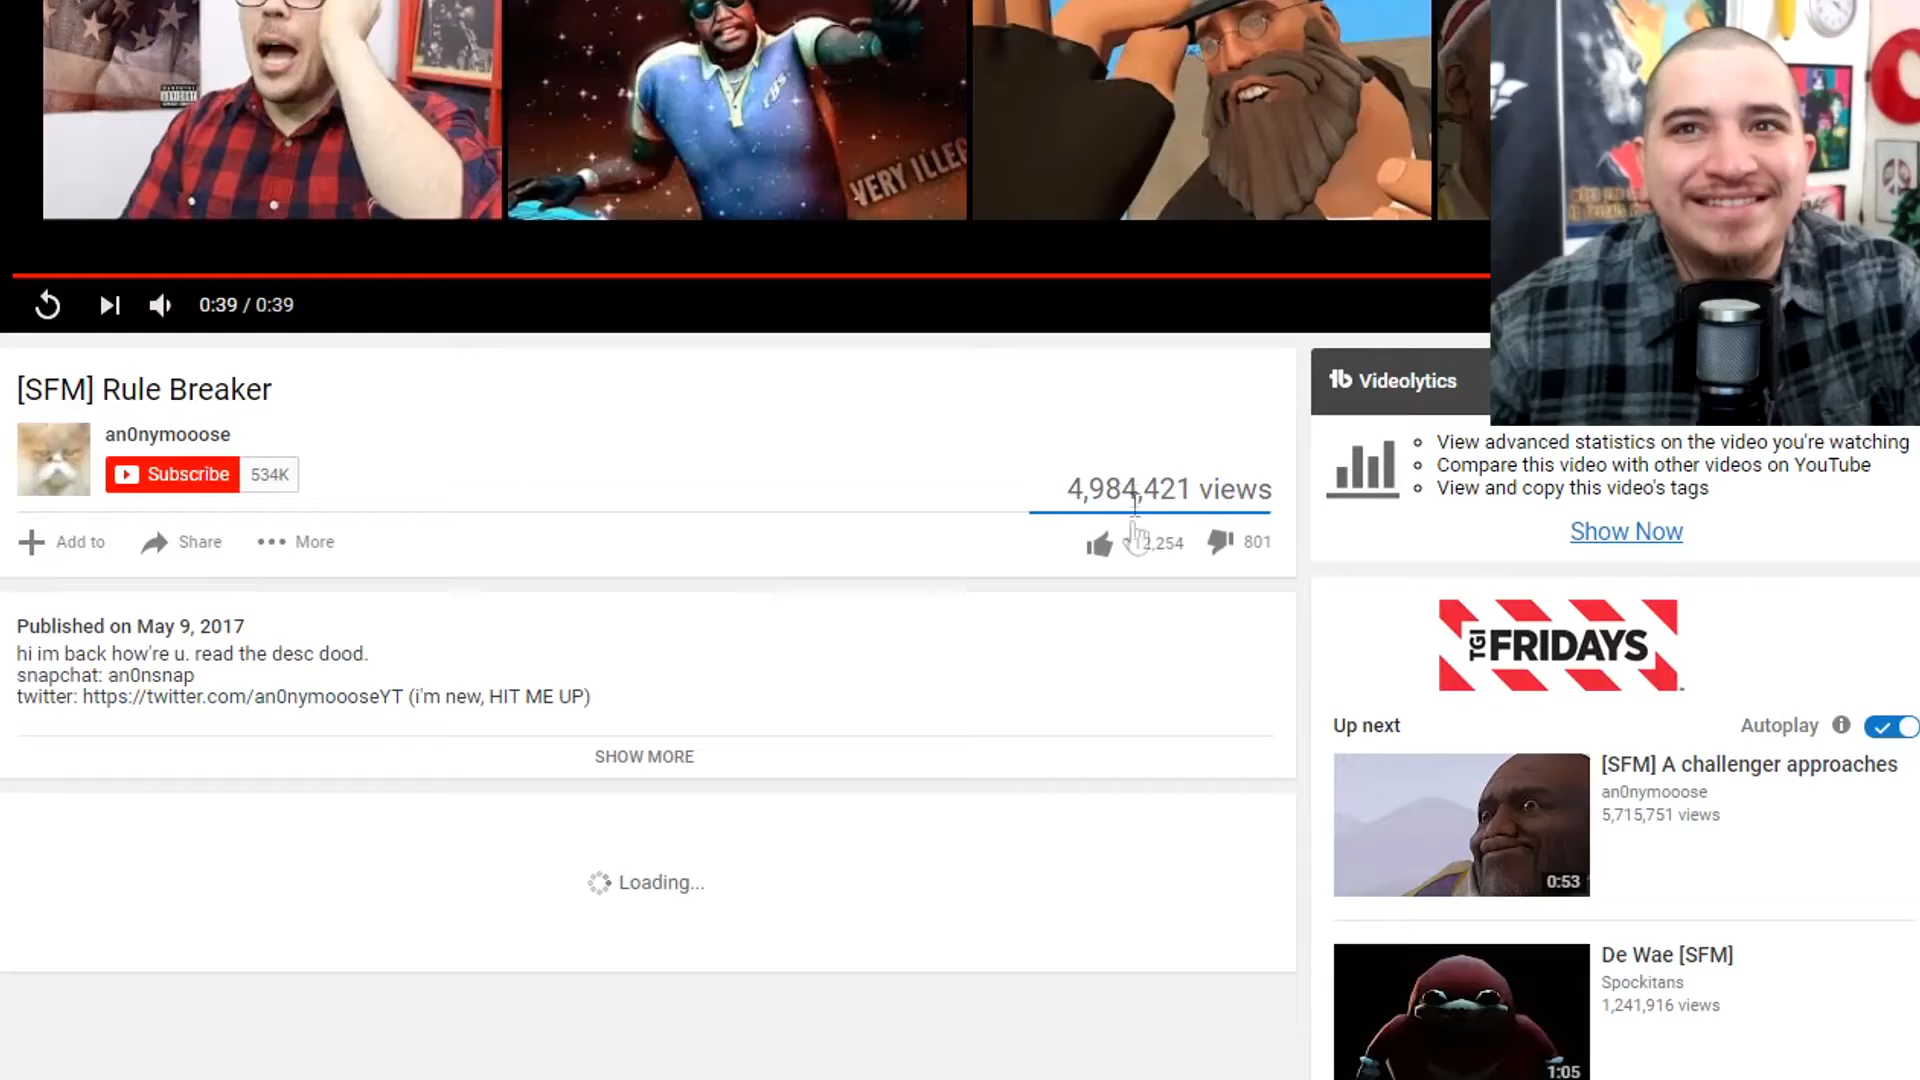 VERY ILLEG
0:39 / 0:39
[SFM] Rule Breaker
an0nymooose
Subscribe 534K
4,984,421 views
Add to Share More
2,254 801
Published on May 9, 2017
hi im back how're u. read the desc dood.
snapchat: an0nsnap
twitter: https://twitter.com/an0nymoooseYT (i'm new, HIT ME UP)
SHOW MORE
Loading...
Videolytics
View advanced statistics on the video you're watching
Compare this video with other videos on YouTube
View and copy this video's tags
Show Now
TGI FRIDAYS
Up next Autoplay
[SFM] A challenger approaches
an0nymooose
5,715,751 views
0:53
De Wae [SFM]
Spockitans
1,241,916 views
1:05